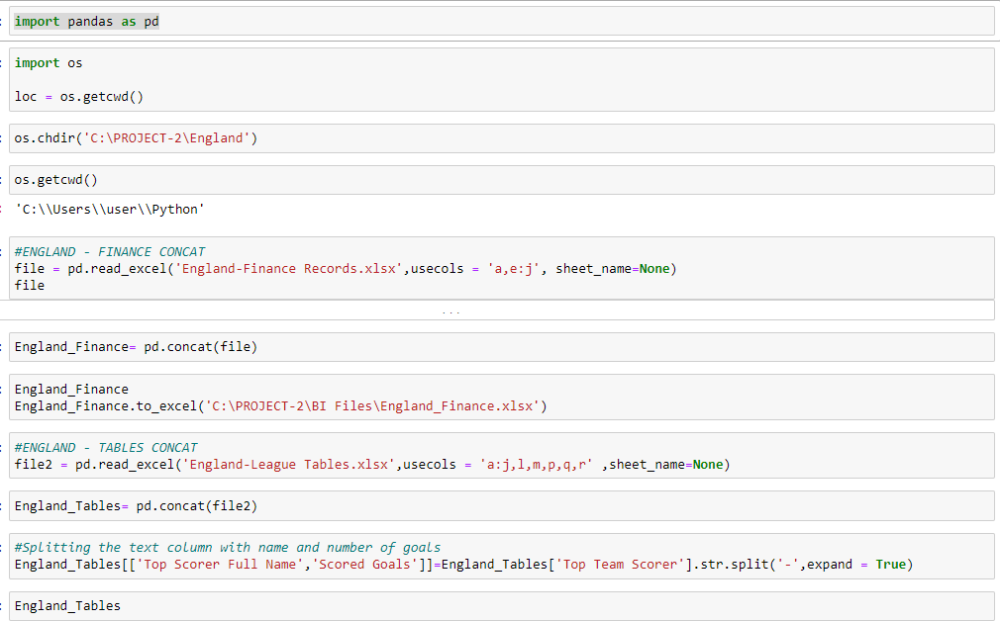 import pandas as pd
import os
loc = os.getcwd()
os.chdir('C:\PROJECT-2\England')
os.getcwd()
'C:\\Users\\user\\Python'
#ENGLAND - FINANCE CONCAT
file = pd.read_excel('England-Finance Records.xlsx',usecols = 'a,e:j', sheet_name=None)
file
...
England_Finance= pd.concat(file)
England_Finance
England_Finance.to_excel('C:\PROJECT-2\BI Files\England_Finance.xlsx')
#ENGLAND - TABLES CONCAT
file2 = pd.read_excel('England-League Tables.xlsx',usecols = 'a:j,l,m,p,q,r' ,sheet_name=None)
England_Tables= pd.concat(file2)
#Splitting the text column with name and number of goals
England_Tables[['Top Scorer Full Name','Scored Goals']]=England_Tables['Top Team Scorer'].str.split('-',expand = True)
England_Tables